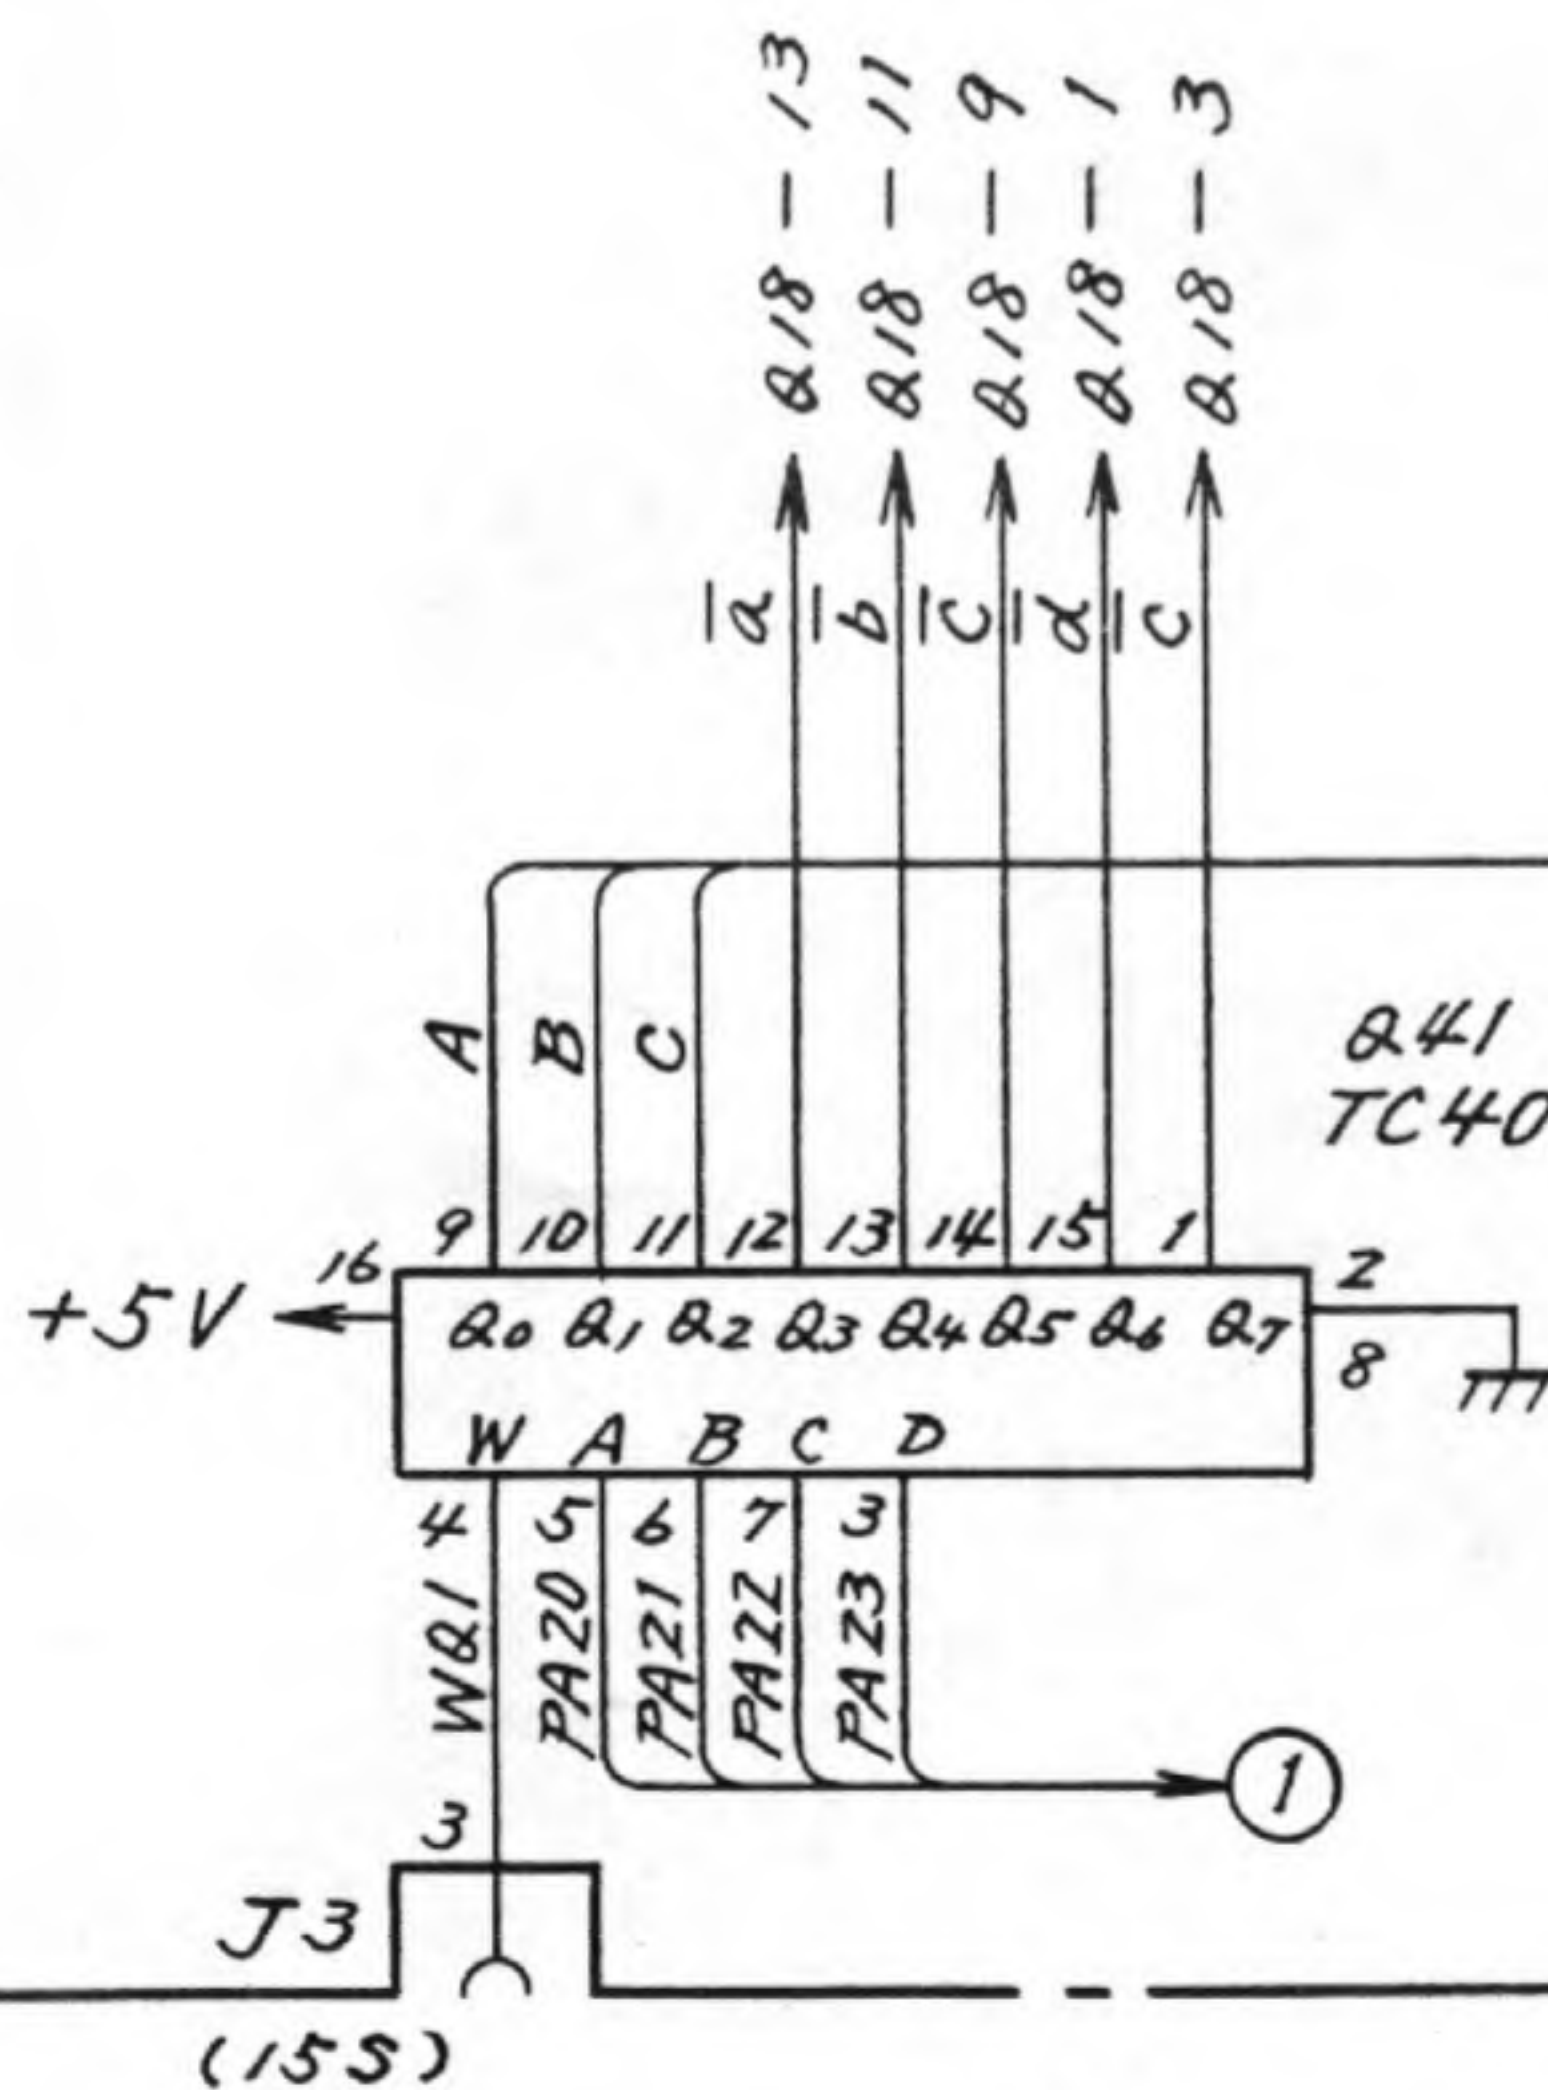 Q18-13
Q18-11
Q18-9
Q18-1
Q18-3
a̅
b̅
c̅
d̅
c̅
A
B
C
Q41
TC40
16
9
10
11
12
13
14
15
1
2
+5V
Q0 Q1 Q2 Q3 Q4 Q5 Q6 Q7
8
W A B C D
4
5
6
7
3
WQ1
PA20
PA21
PA22
PA23
1
3
J3
(15S)